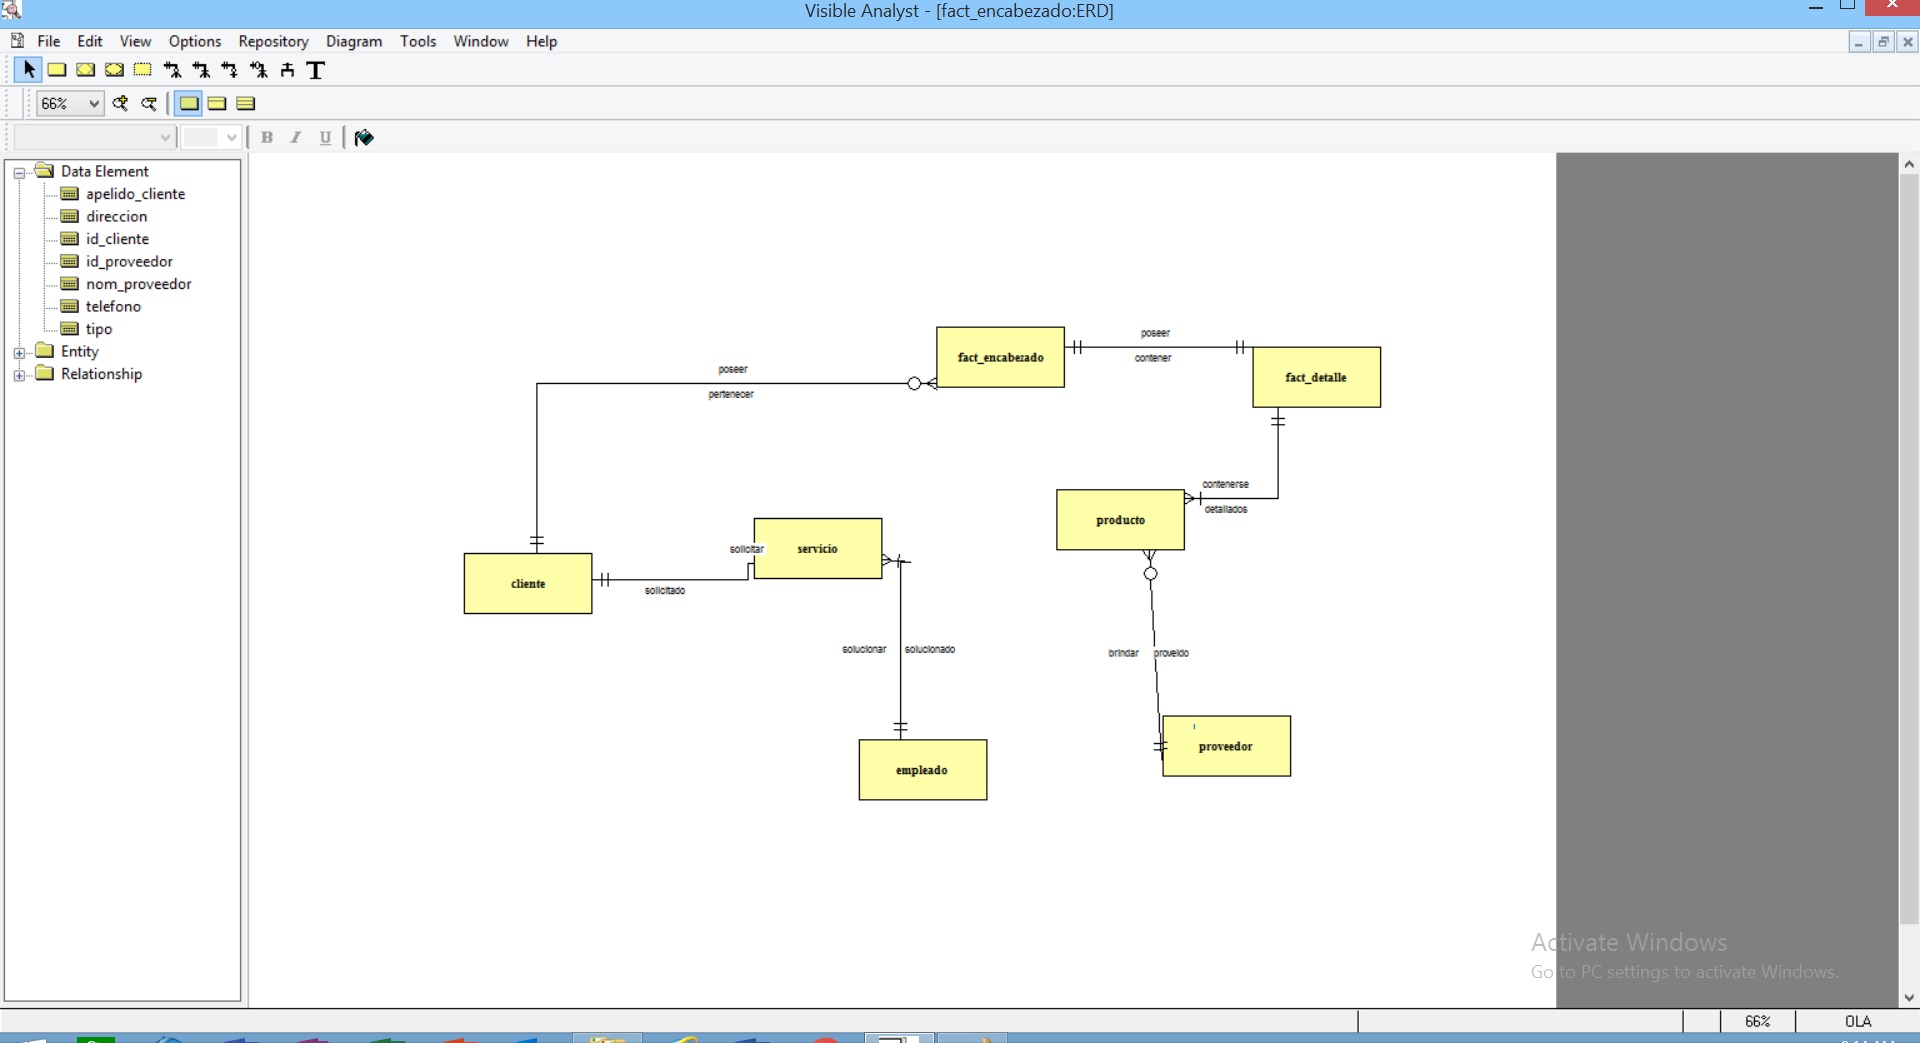 Visible Analyst - [fact_encabezado:ERD]
File Edit View Options Repository Diagram Tools Window Help
T
66%
B I U
Data Element
apelido_cliente
direccion
id_cliente
id_proveedor
nom_proveedor
telefono
tipo
Entity
Relationship
poseer
fact_encabezado
contener
fact_detalle
poseer
pertenecer
contenerse
producto
detallados
solicitar
servicio
cliente
solicitado
solucionar
solucionado
brindar
proveido
proveedor
empleado
Activate Windows
Go to PC settings to activate Windows.
66%
OLA